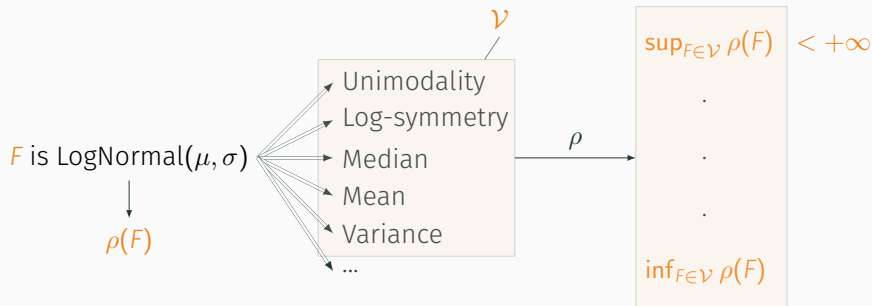 𝒱
sup_{F∈𝒱} ρ(F) < +∞
Unimodality
.
Log-symmetry
F is LogNormal(μ, σ)
Median
ρ
.
Mean
.
ρ(F)
Variance
...
inf_{F∈𝒱} ρ(F)